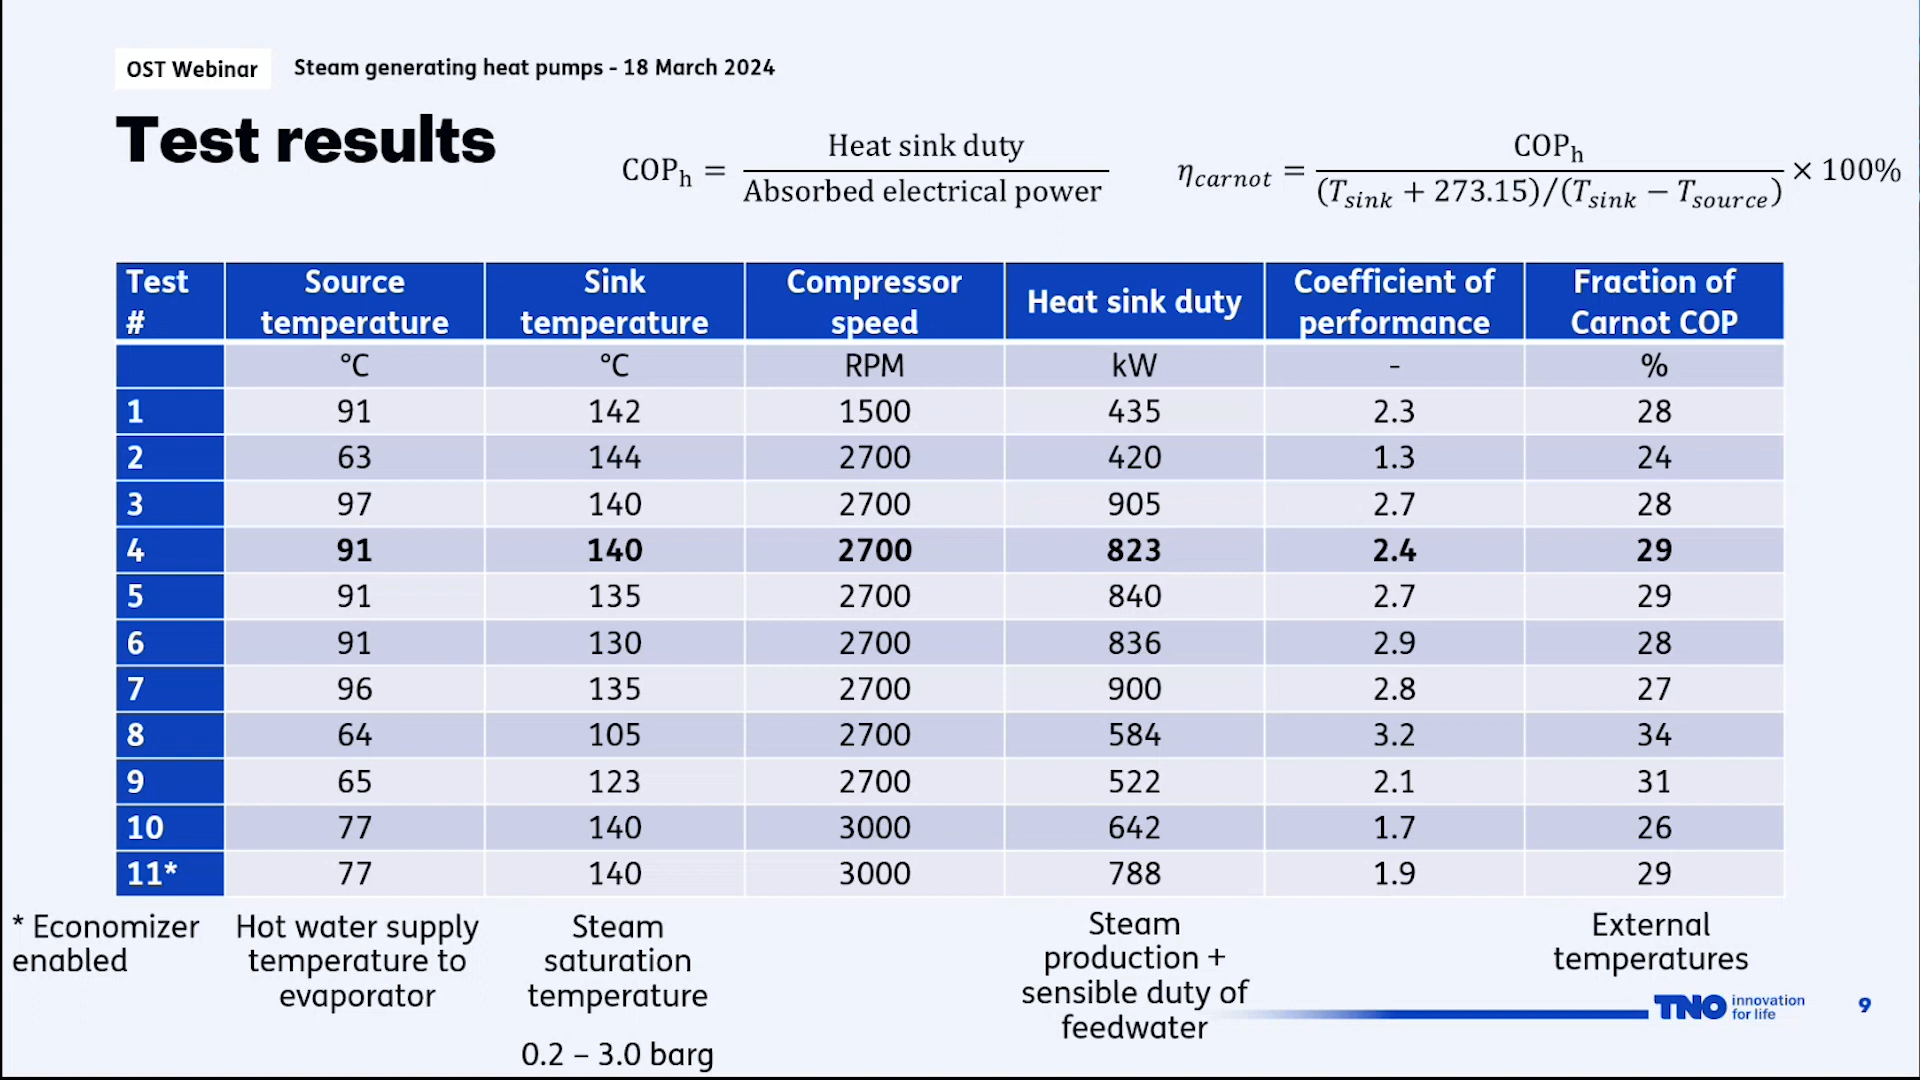 OST Webinar
Steam generating heat pumps - 18 March 2024
Test results
COPh = Heat sink duty / Absorbed electrical power
ηcarnot = COPh / (Tsink + 273.15)/(Tsink − Tsource) × 100%
Test # Source temperature Sink temperature Compressor speed Heat sink duty Coefficient of performance Fraction of Carnot COP
°C °C RPM kW - %
1 91 142 1500 435 2.3 28
2 63 144 2700 420 1.3 24
3 97 140 2700 905 2.7 28
4 91 140 2700 823 2.4 29
5 91 135 2700 840 2.7 29
6 91 130 2700 836 2.9 28
7 96 135 2700 900 2.8 27
8 64 105 2700 584 3.2 34
9 65 123 2700 522 2.1 31
10 77 140 3000 642 1.7 26
11* 77 140 3000 788 1.9 29
* Economizer
enabled
Hot water supply
temperature to
evaporator
Steam
saturation
temperature
0.2 – 3.0 barg
Steam
production +
sensible duty of
feedwater
External
temperatures
TNO innovation
for life
9